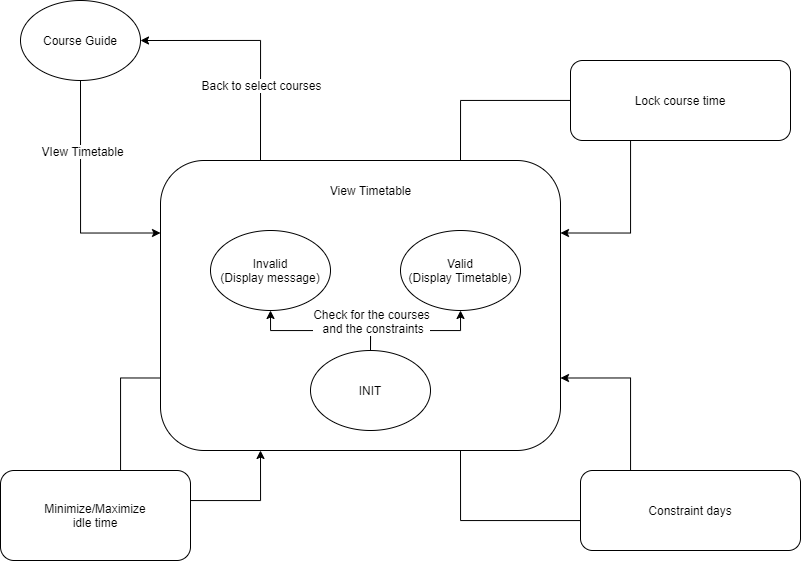 Course Guide
Back to select courses
Lock course time
VIew Timetable
View Timetable
Invalid
(Display message)
Valid
(Display Timetable)
Check for the courses
and the constraints
INIT
Minimize/Maximize
idle time
Constraint days